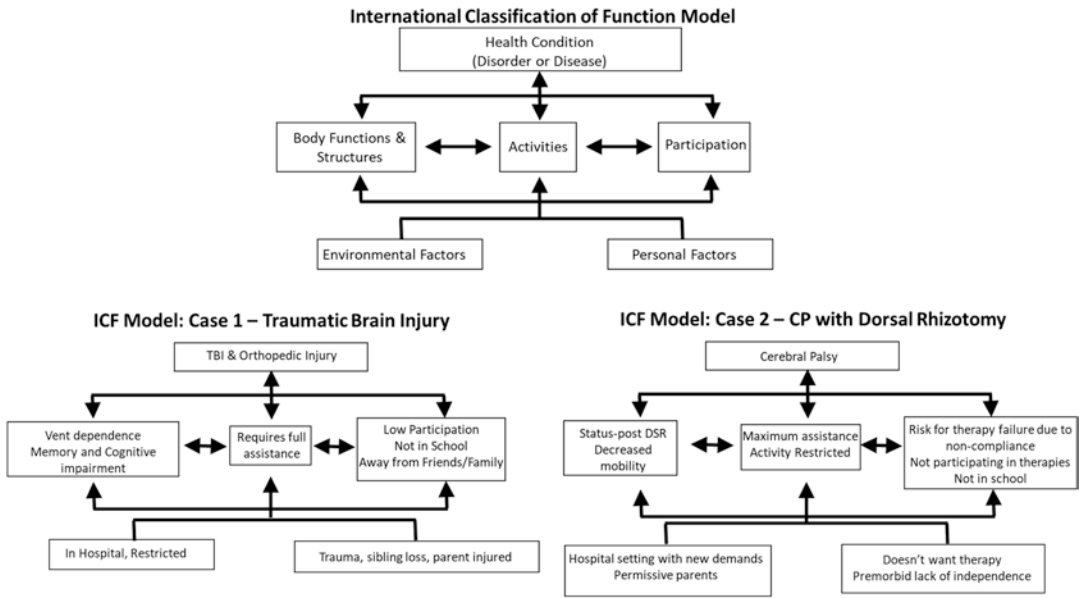 International Classification of Function Model
Health Condition
(Disorder or Disease)
Body Functions &
Structures
Activities
Participation
Environmental Factors
Personal Factors
ICF Model: Case 1 – Traumatic Brain Injury
TBI & Orthopedic Injury
Vent dependence
Memory and Cognitive
impairment
Requires full
assistance
Low Participation
Not in School
Away from Friends/Family
In Hospital, Restricted
Trauma, sibling loss, parent injured
ICF Model: Case 2 – CP with Dorsal Rhizotomy
Cerebral Palsy
Status-post DSR
Decreased
mobility
Maximum assistance
Activity Restricted
Risk for therapy failure due to
non-compliance
Not participating in therapies
Not in school
Hospital setting with new demands
Permissive parents
Doesn't want therapy
Premorbid lack of independence